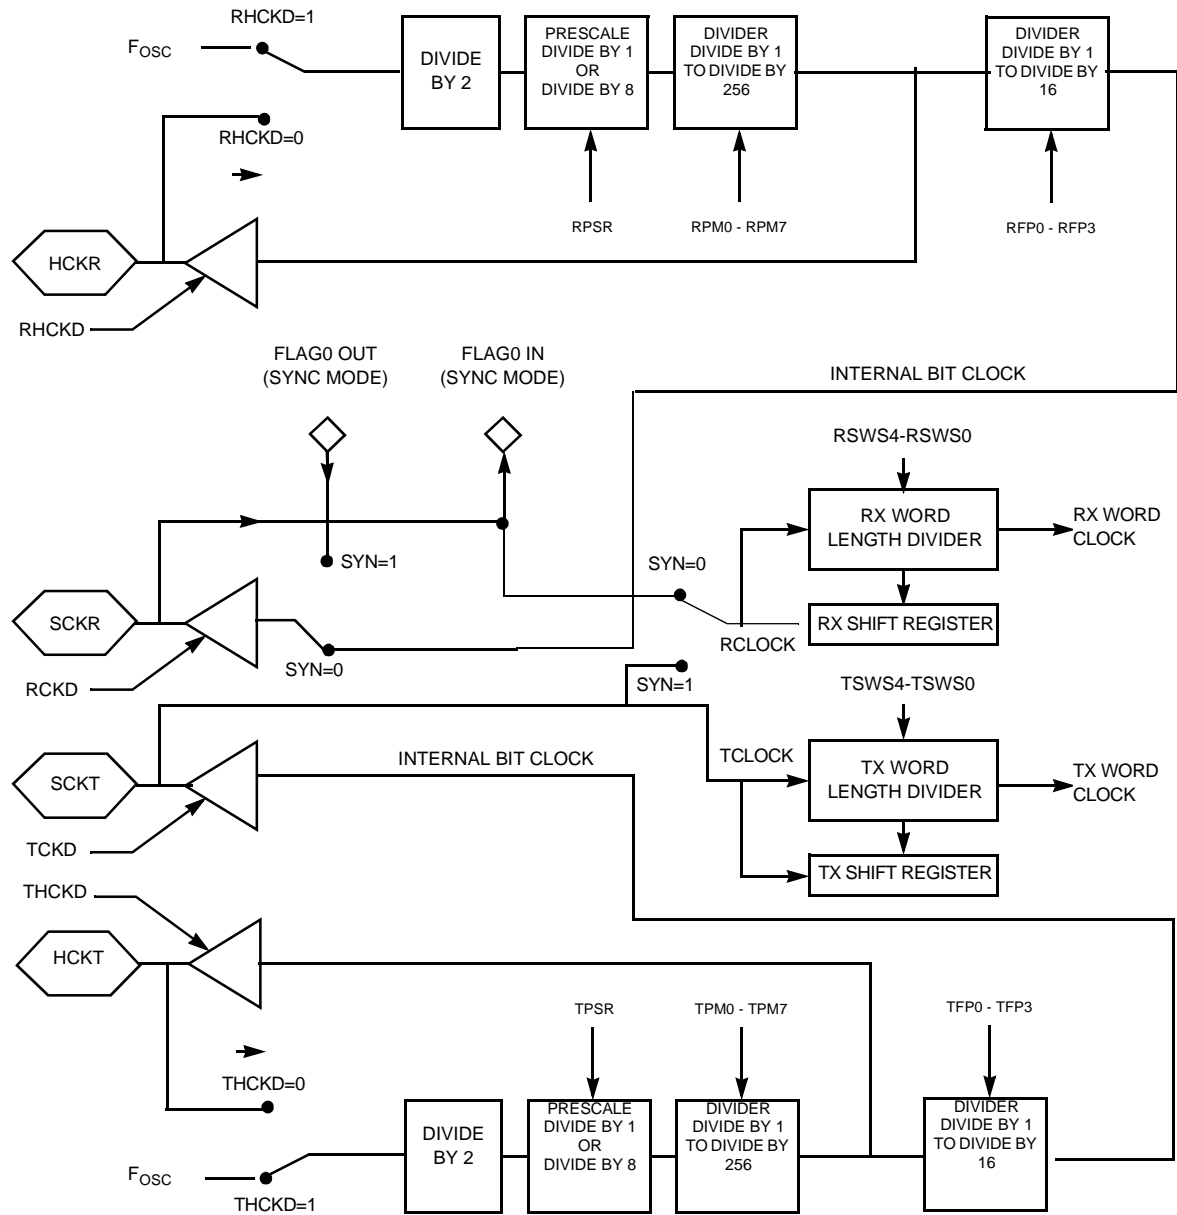 RHCKD=1
FOSC
DIVIDE
BY 2
PRESCALE
DIVIDE BY 1
OR
DIVIDE BY 8
DIVIDER
DIVIDE BY 1
TO DIVIDE BY
256
DIVIDER
DIVIDE BY 1
TO DIVIDE BY
16
RHCKD=0
RPSR
RPM0 - RPM7
RFP0 - RFP3
HCKR
RHCKD
FLAG0 OUT
(SYNC MODE)
FLAG0 IN
(SYNC MODE)
INTERNAL BIT CLOCK
RSWS4-RSWS0
RX WORD
LENGTH DIVIDER
RX WORD
CLOCK
SYN=1
SYN=0
SCKR
RX SHIFT REGISTER
RCLOCK
SYN=0
RCKD
SYN=1
TSWS4-TSWS0
INTERNAL BIT CLOCK
TCLOCK
TX WORD
LENGTH DIVIDER
TX WORD
CLOCK
SCKT
TCKD
TX SHIFT REGISTER
THCKD
HCKT
TPSR
TPM0 - TPM7
TFP0 - TFP3
THCKD=0
DIVIDE
BY 2
PRESCALE
DIVIDE BY 1
OR
DIVIDE BY 8
DIVIDER
DIVIDE BY 1
TO DIVIDE BY
256
DIVIDER
DIVIDE BY 1
TO DIVIDE BY
16
FOSC
THCKD=1